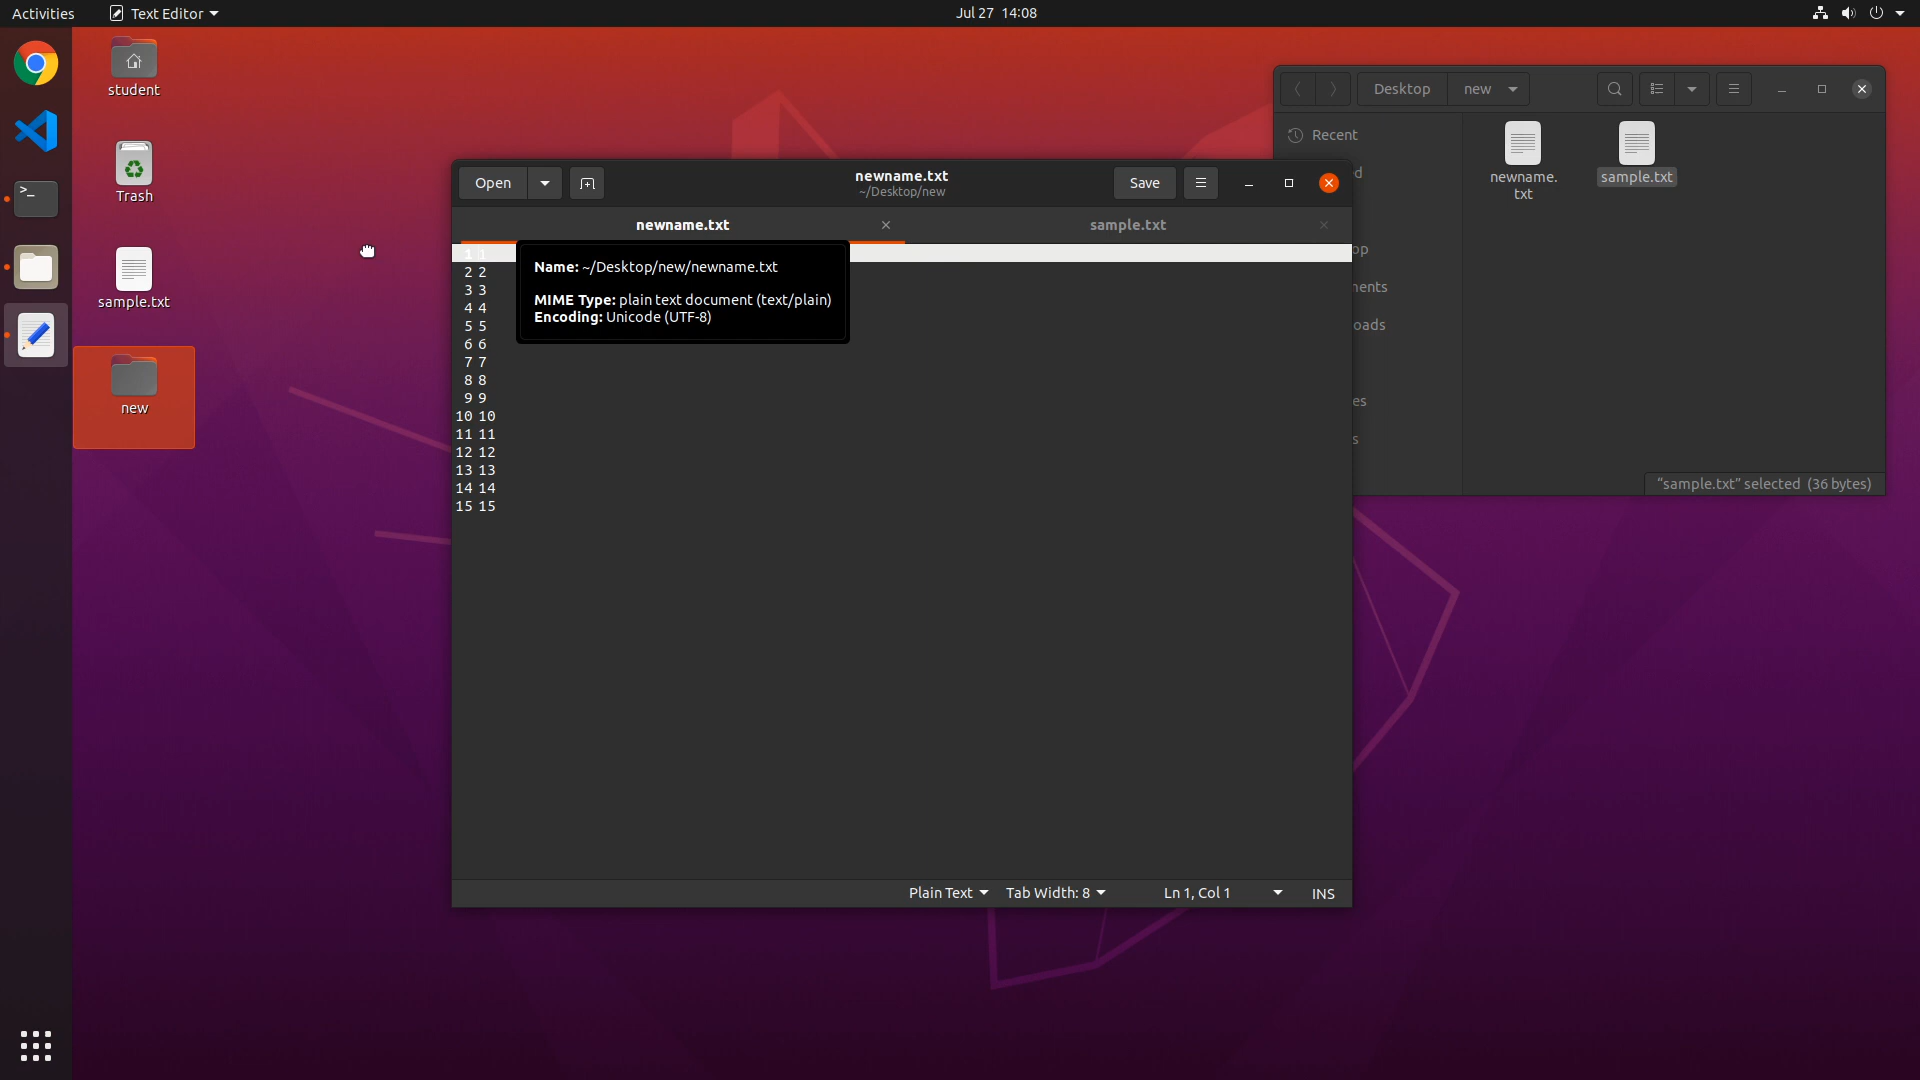 Activities
Text Editor
Jul 27 14:08
student
Trash
sample.txt
new
Desktop
new
Recent
newname.
txt
sample.txt
"sample.txt" selected (36 bytes)
Open
newname.txt
~/Desktop/new
Save
newname.txt
sample.txt
Name: ~/Desktop/new/newname.txt
MIME Type: plain text document (text/plain)
Encoding: Unicode (UTF-8)
1 1
2 2
3 3
4 4
5 5
6 6
7 7
8 8
9 9
10 10
11 11
12 12
13 13
14 14
15 15
Plain Text
Tab Width: 8
Ln 1, Col 1
INS